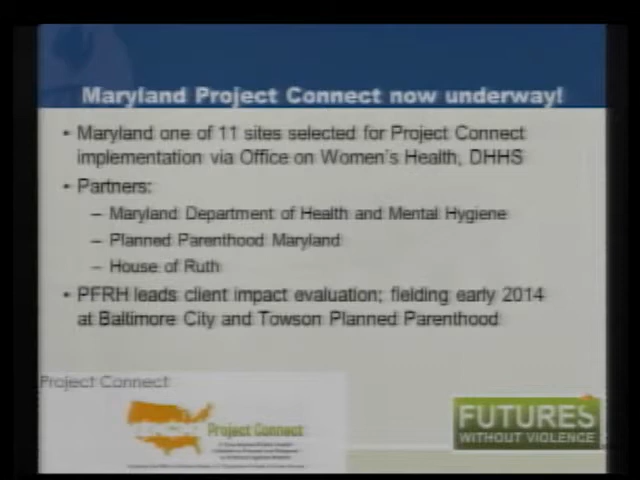 Maryland Project Connect now underway!
• Maryland one of 11 sites selected for Project Connect
implementation via Office on Women's Health, DHHS
• Partners:
– Maryland Department of Health and Mental Hygiene
– Planned Parenthood Maryland
– House of Ruth
• PFRH leads client impact evaluation; fielding early 2014
at Baltimore City and Towson Planned Parenthood
Project Connect
Project Connect
FUTURES
WITHOUT VIOLENCE